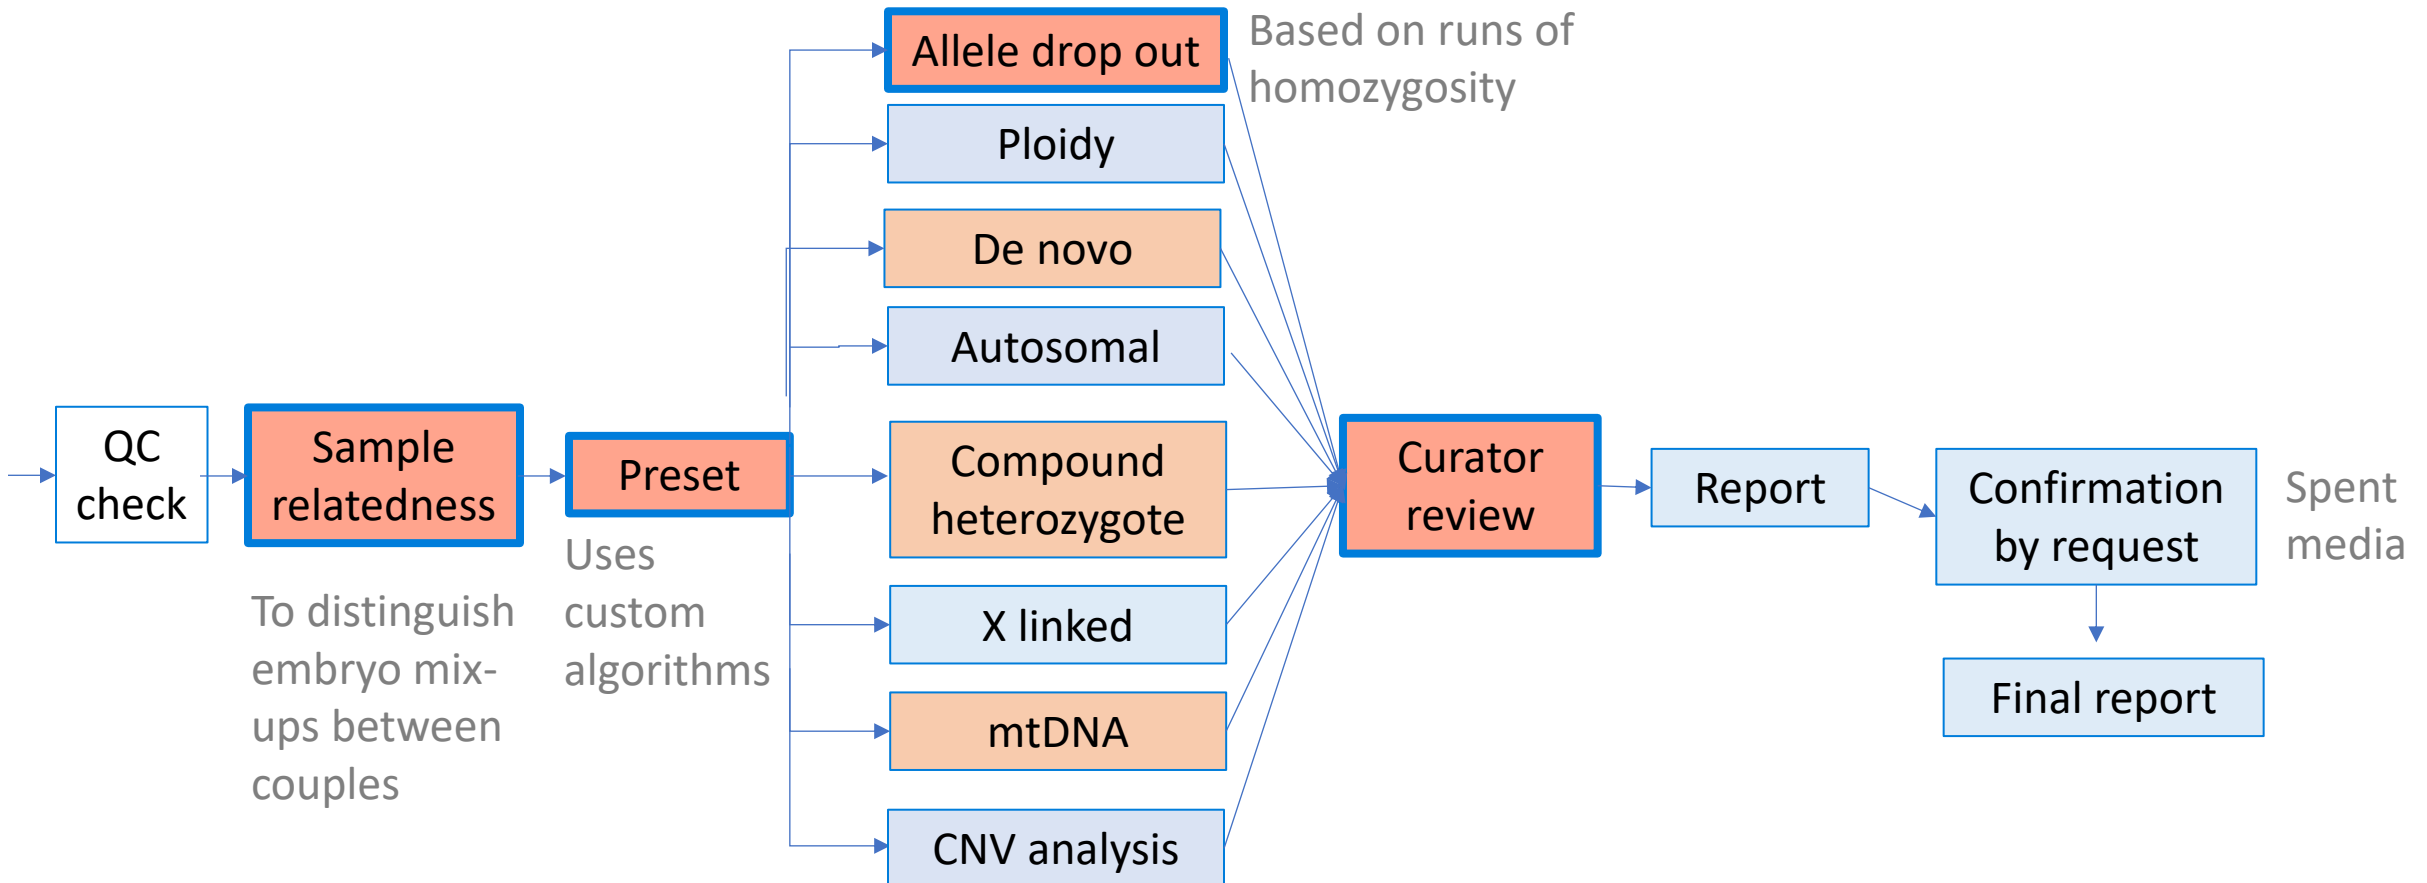 QC
check
Sample
relatedness
To distinguish
embryo mix-
ups between
couples
Preset
Uses
custom
algorithms
Allele drop out
Based on runs of
homozygosity
Ploidy
De novo
Autosomal
Compound
heterozygote
X linked
mtDNA
CNV analysis
Curator
review
Report
Confirmation
by request
Spent
media
Final report